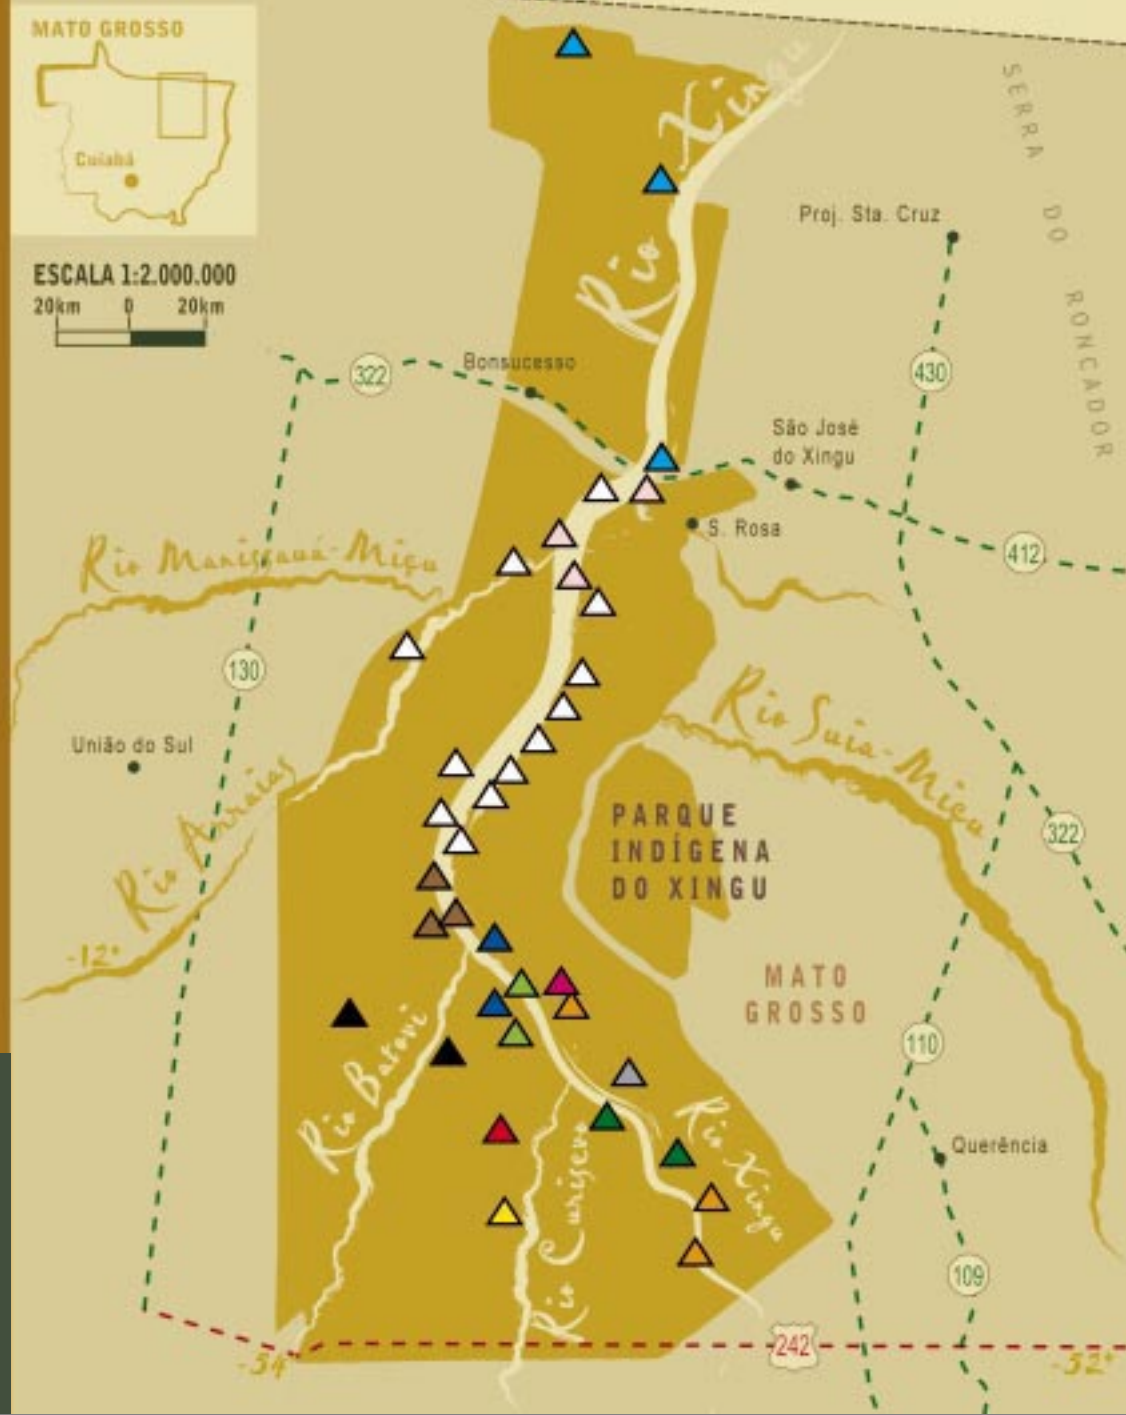 MATO GROSSO
Cuiabá
ESCALA 1:2.000.000
20km 0 20km
Rio Xingu
SERRA DO RONCADOR
Proj. Sta. Cruz
Bonsucesso
322
430
São José
do Xingu
S. Rosa
412
Rio Manissauá-Miçu
130
União do Sul
Rio Suia-Miçu
Rio Arraias
PARQUE
INDÍGENA
DO XINGU
322
-12°
MATO
GROSSO
Rio Batovi
110
Rio Xingu
Rio Curisevo
Querência
109
242
-54
-52°